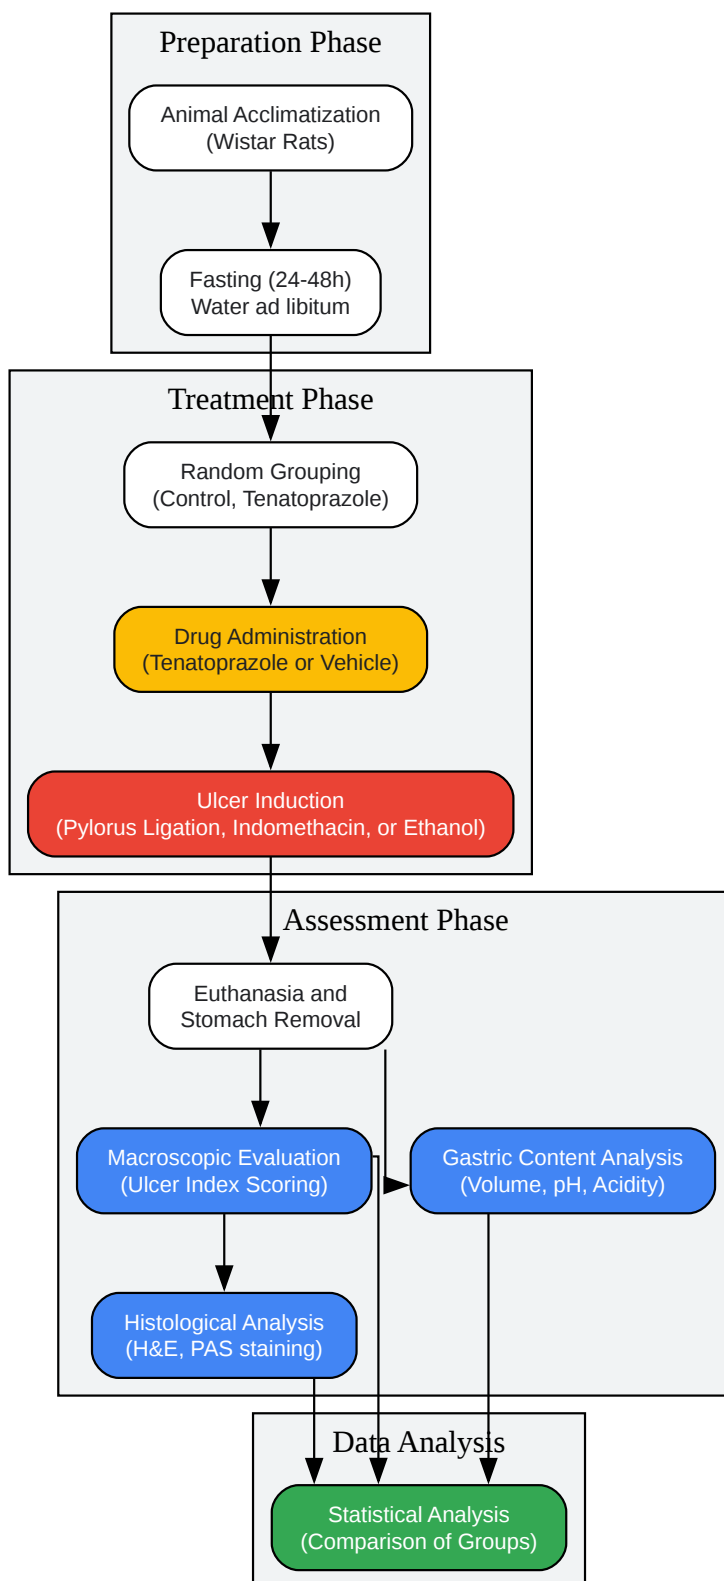 Preparation Phase
Animal Acclimatization
(Wistar Rats)
Fasting (24-48h)
Water ad libitum
Treatment Phase
Random Grouping
(Control, Tenatoprazole)
Drug Administration
(Tenatoprazole or Vehicle)
Ulcer Induction
(Pylorus Ligation, Indomethacin, or Ethanol)
Assessment Phase
Euthanasia and
Stomach Removal
Macroscopic Evaluation
(Ulcer Index Scoring)
Gastric Content Analysis
(Volume, pH, Acidity)
Histological Analysis
(H&E, PAS staining)
Data Analysis
Statistical Analysis
(Comparison of Groups)